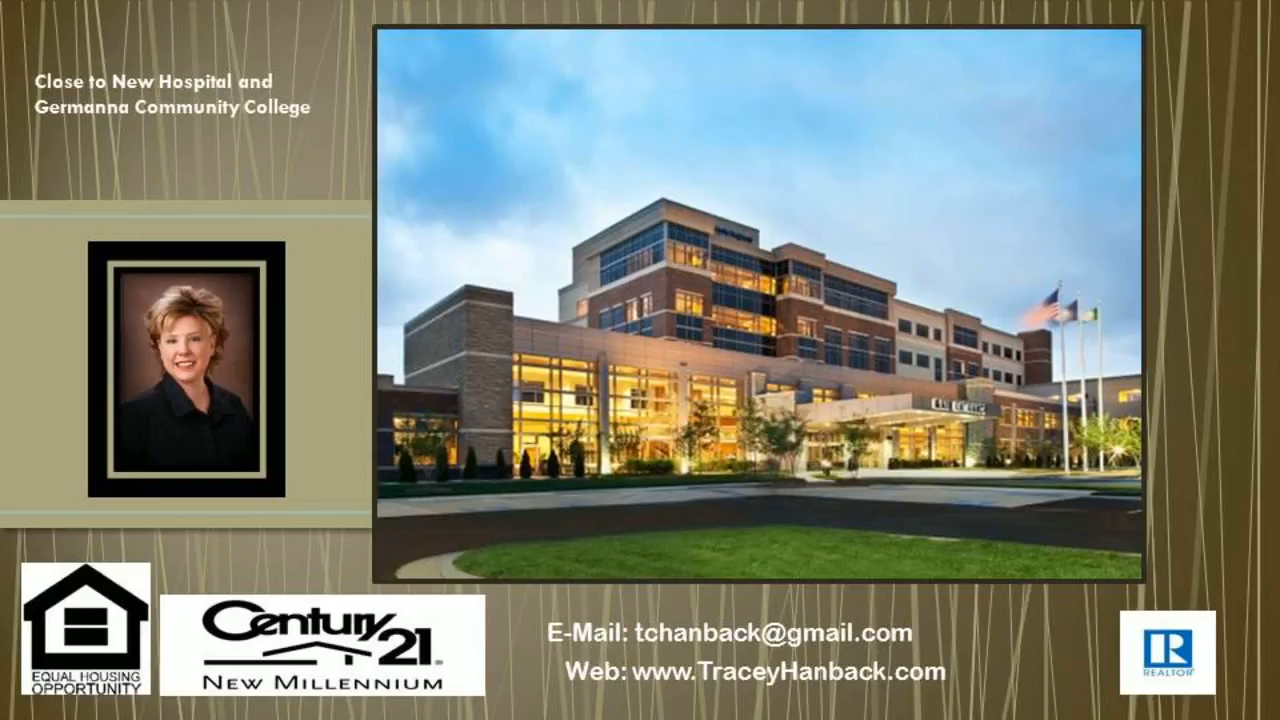 Close to New Hospital and
Germanna Community College
EQUAL HOUSING
OPPORTUNITY
Century 21
NEW MILLENNIUM
E-Mail: tchanback@gmail.com
Web: www.TraceyHanback.com
R
REALTOR®